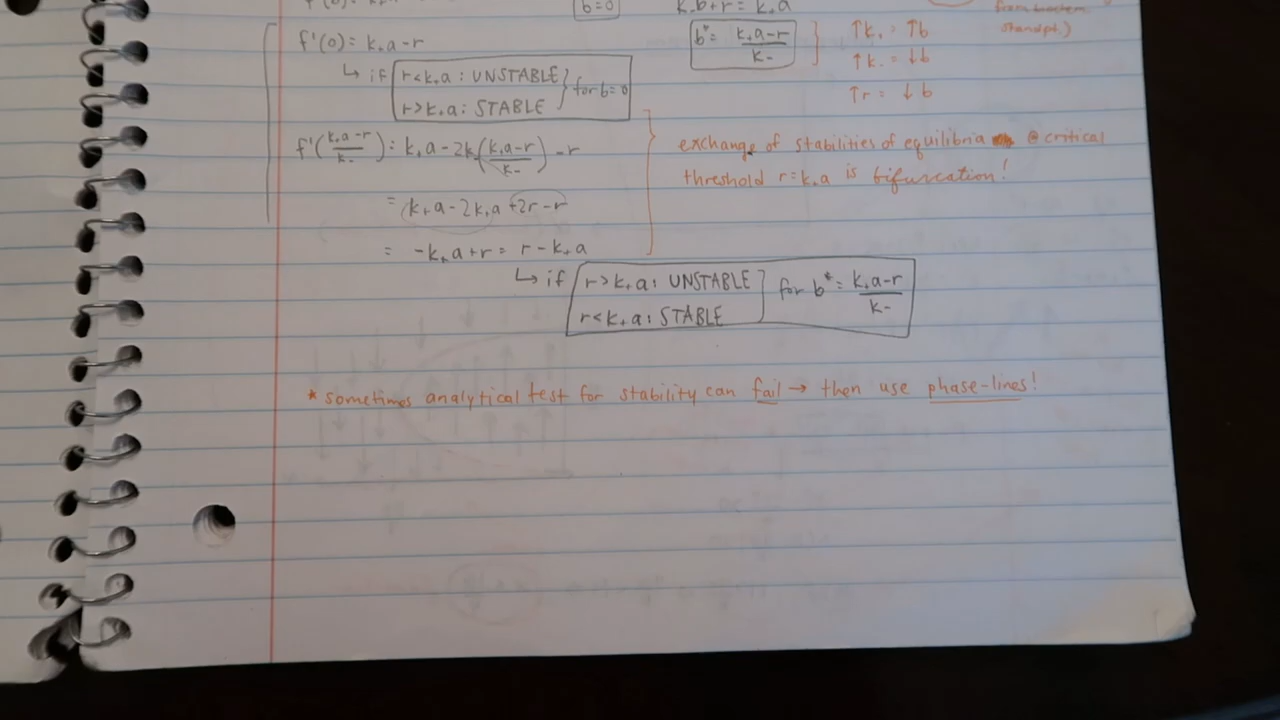 b=0 k-b+r = k+a
f'(0) = k+a-r b* = (k+a-r)/k- } ↑k+ = ↑b standpt.)
↳ if r<k+a: UNSTABLE } for b=0 ↑k- = ↓b
r>k+a: STABLE ↑r = ↓b
f'((k+a-r)/k-) = k+a - 2k-((k+a-r)/k-) - r
exchange of stabilities of equilibria @ critical
threshold r=k+a is bifurcation!
= k+a - 2k+a + 2r - r
= -k+a + r = r - k+a
↳ if r>k+a: UNSTABLE } for b* = (k+a-r)/k-
r<k+a: STABLE
* sometimes analytical test for stability can fail → then use phase-lines!